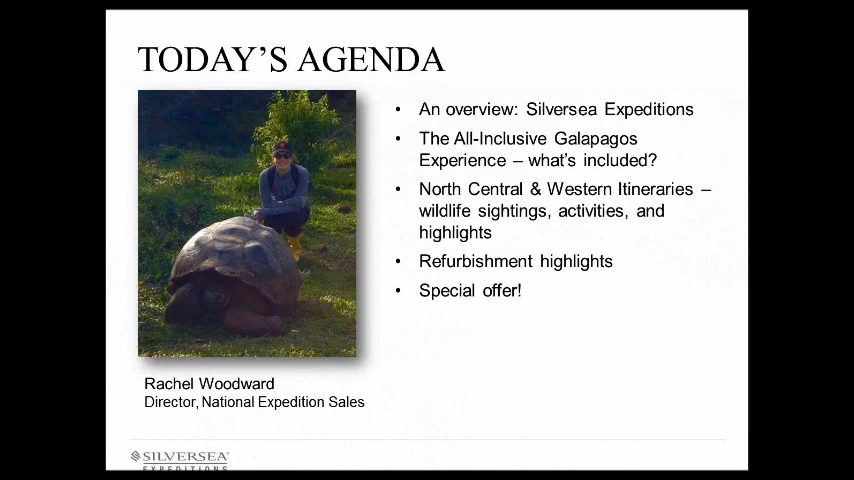 TODAY’S AGENDA
• An overview: Silversea Expeditions
• The All-Inclusive Galapagos
Experience – what’s included?
• North Central & Western Itineraries –
wildlife sightings, activities, and
highlights
• Refurbishment highlights
• Special offer!
Rachel Woodward
Director, National Expedition Sales
SILVERSEA
EXPEDITIONS